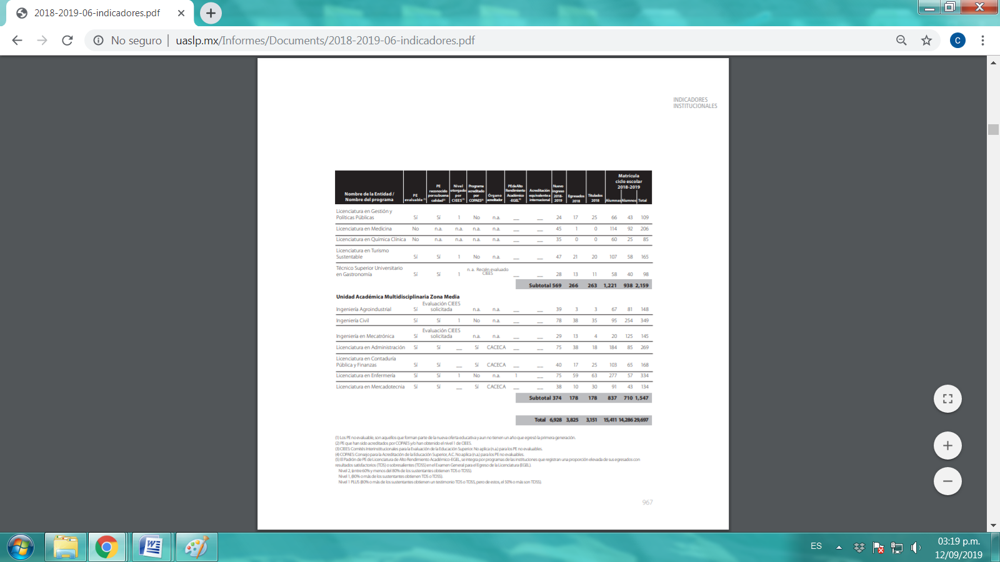 2018-2019-06-indicadores.pdf
No seguro | uaslp.mx/Informes/Documents/2018-2019-06-indicadores.pdf
C
INDICADORES
INSTITUCIONALES
Nombre de la Entidad / Nombre del programa | PE evaluable (1) | PE reconocido por su buena calidad(2) | Nivel otorgado por CIEES(3) | Programa acreditado por COPAES(4) | Órgano acreditador | PE de Alto Rendimiento Académico -EGEL(5) | Acreditación equivalente a internacional | Nuevo ingreso 2018-2019 | Egresados 2018 | Titulados 2018 | Matrícula ciclo escolar 2018-2019 Alumnas Alumnos Total
Licenciatura en Gestión y
Políticas Públicas Sí Sí 1 No n.a. __ __ 24 17 25 66 43 109
Licenciatura en Medicina No n.a. n.a. n.a. n.a. __ __ 45 1 0 114 92 206
Licenciatura en Química Clínica No n.a. n.a. n.a. n.a. __ __ 35 0 0 60 25 85
Licenciatura en Turismo
Sustentable Sí Sí 1 No n.a. __ __ 47 21 20 107 58 165
Técnico Superior Universitario
en Gastronomía Sí Sí 1 n.a. Recién evaluado CIEES __ __ 28 13 11 58 40 98
Subtotal 569 266 263 1,221 938 2,159
Unidad Académica Multidisciplinaria Zona Media
Ingeniería Agroindustrial Sí Evaluación CIEES solicitada n.a. n.a. __ __ 39 3 3 67 81 148
Ingeniería Civil Sí Sí 1 No n.a. __ __ 78 38 35 95 254 349
Ingeniería en Mecatrónica Sí Evaluación CIEES solicitada n.a. n.a. __ __ 29 13 4 20 125 145
Licenciatura en Administración Sí Sí __ Sí CACECA __ __ 75 38 18 184 85 269
Licenciatura en Contaduría
Pública y Finanzas Sí Sí __ Sí CACECA __ __ 40 17 25 103 65 168
Licenciatura en Enfermería Sí Sí 1 No n.a. 1 __ 75 59 63 277 57 334
Licenciatura en Mercadotecnia Sí Sí __ Sí CACECA __ __ 38 10 30 91 43 134
Subtotal 374 178 178 837 710 1,547
Total 6,928 3,825 3,151 15,411 14,286 29,697
(1) Los PE no evaluable, son aquellos que forman parte de la nueva oferta educativa y aun no tienen un año que egresó la primera generación.
(2) PE que han sido acreditados por COPAES y/o han obtenido el nivel 1 de CIEES.
(3) CIEES: Comités Interinstitucionales para la Evaluación de la Educación Superior. No aplica (n.a.) para los PE no evaluables.
(4) COPAES: Consejo para la Acreditación de la Educación Superior, A.C. No aplica (n.a.) para los PE no evaluables.
(5) El Padrón de PE de Licenciatura de Alto Rendimiento Académico-EGEL, se integra por programas de las instituciones que registran una proporción elevada de sus egresados con
resultados satisfactorios (TDS) o sobresalientes (TDSS) en el Examen General para el Egreso de la Licenciatura (EGEL).
Nivel 2, (entre 60% y menos del 80% de los sustentantes obtienen TDS o TDSS).
Nivel 1, (80% o más de los sustentantes obtienen TDS o TDSS).
Nivel 1 PLUS (80% o más de los sustentantes obtienen un testimonio TDS o TDSS, pero de estos, el 50% o más son TDSS).
967
ES
03:19 p.m.
12/09/2019